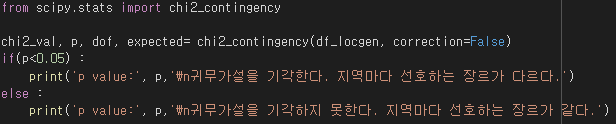 from scipy.stats import chi2_contingency
chi2_val, p, dof, expected= chi2_contingency(df_locgen, correction=False)
if(p<0.05) :
    print('p value:', p,'₩n귀무가설을 기각한다. 지역마다 선호하는 장르가 다르다.')
else :
    print('p value:', p,'₩n귀무가설을 기각하지 못한다. 지역마다 선호하는 장르가 같다.')